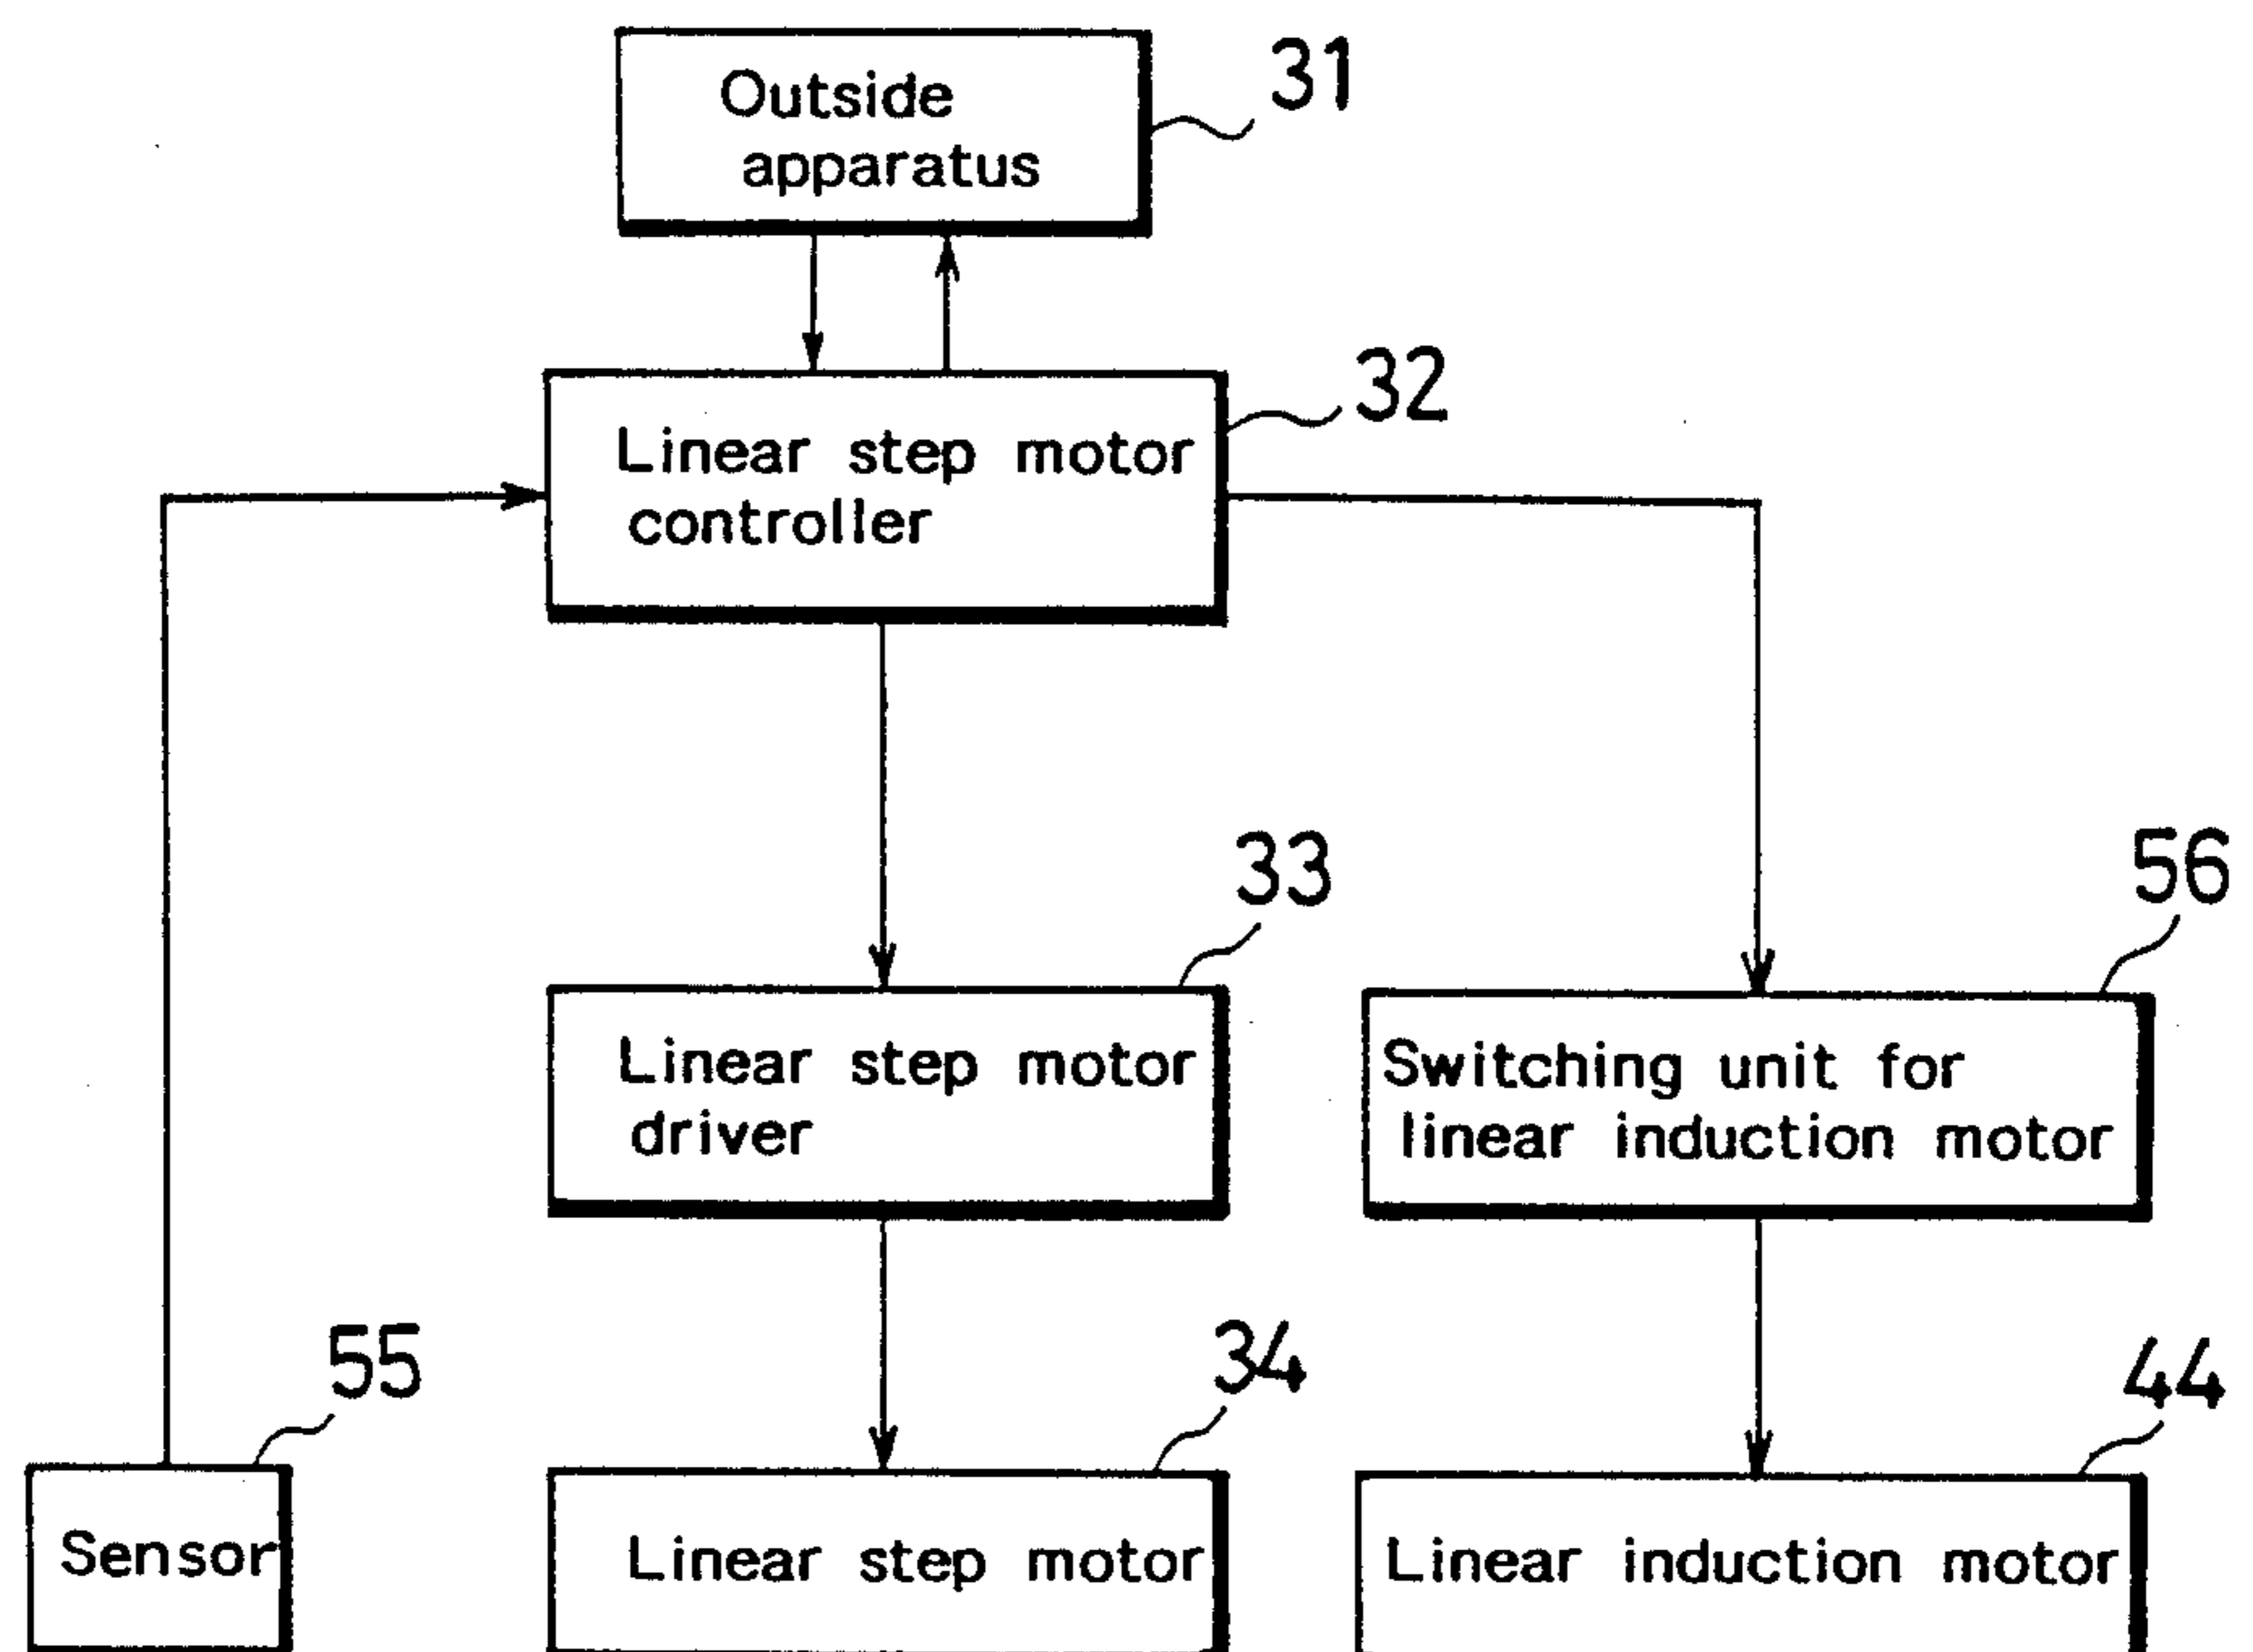 Outside
apparatus
31
Linear step motor
controller
32
33
Linear step motor
driver
56
Switching unit for
linear induction motor
55
Sensor
34
Linear step motor
44
Linear induction motor